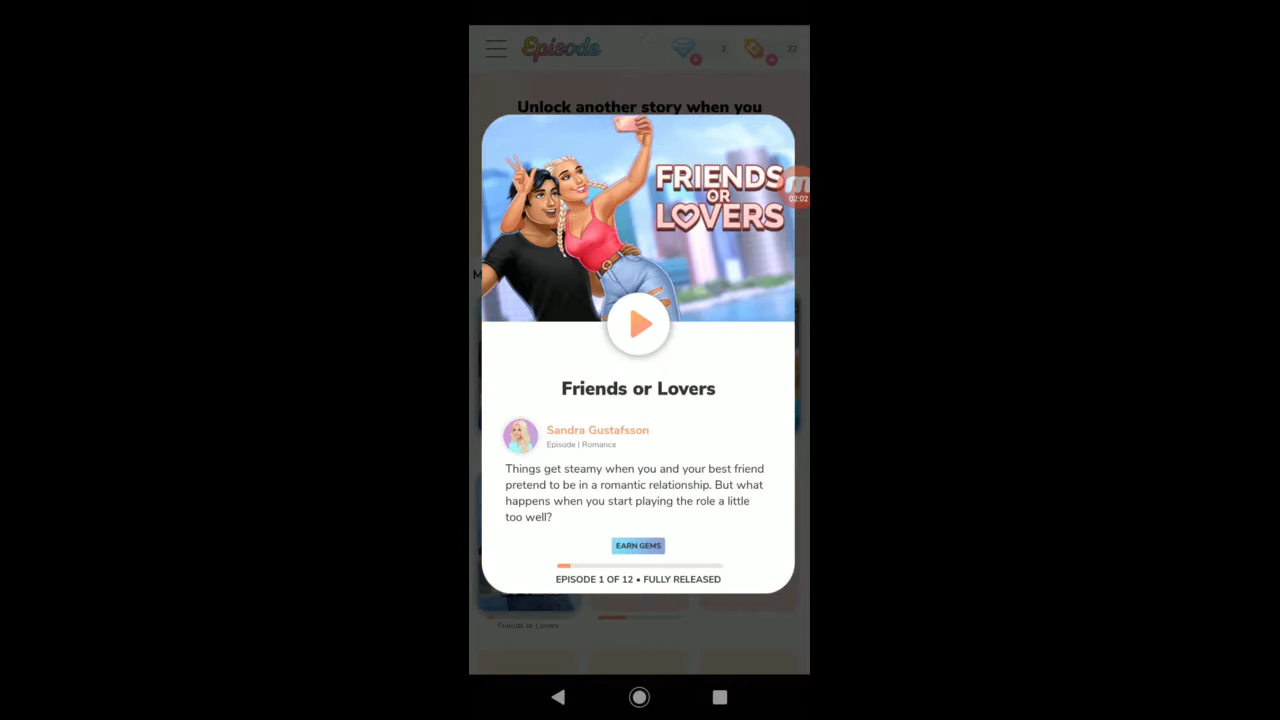 Episode
2
22
Unlock another story when you
FRIENDS
OR
LOVERS
02:02
M
Friends or Lovers
Sandra Gustafsson
Episode | Romance
Things get steamy when you and your best friend
pretend to be in a romantic relationship. But what
happens when you start playing the role a little
too well?
EARN GEMS
EPISODE 1 OF 12 • FULLY RELEASED
Friends or Lovers